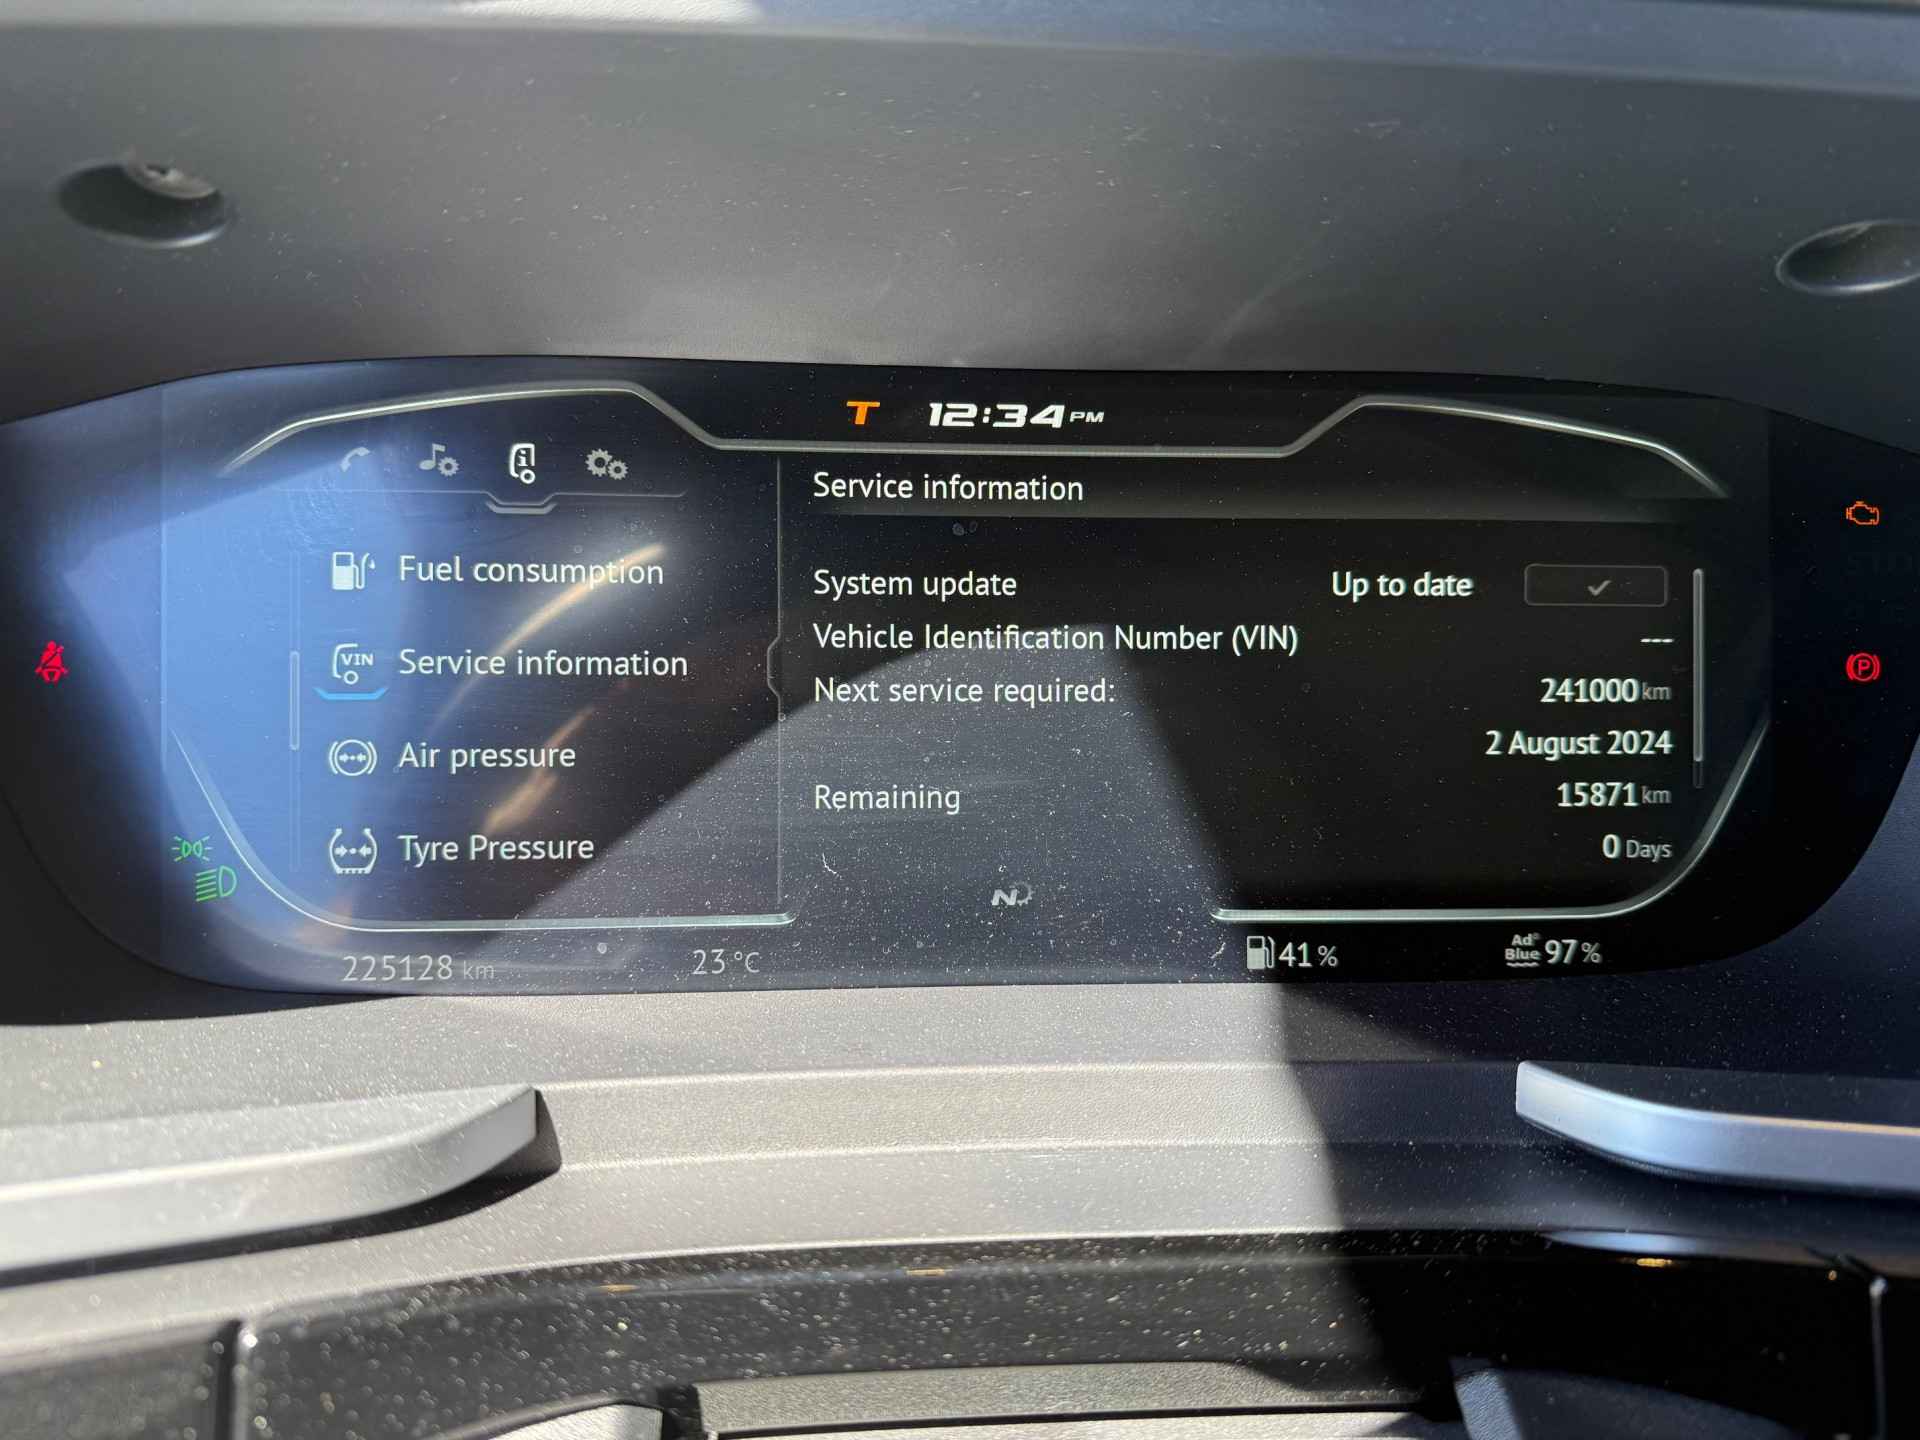 T 12:34 PM
Service information
Fuel consumption
System update Up to date
Vehicle Identification Number (VIN) ---
VIN Service information
Next service required: 241000 km
2 August 2024
Air pressure
Remaining 15871 km
Tyre Pressure
0 Days
N
225128 km 23 °C 41 % Ad Blue 97 %
P